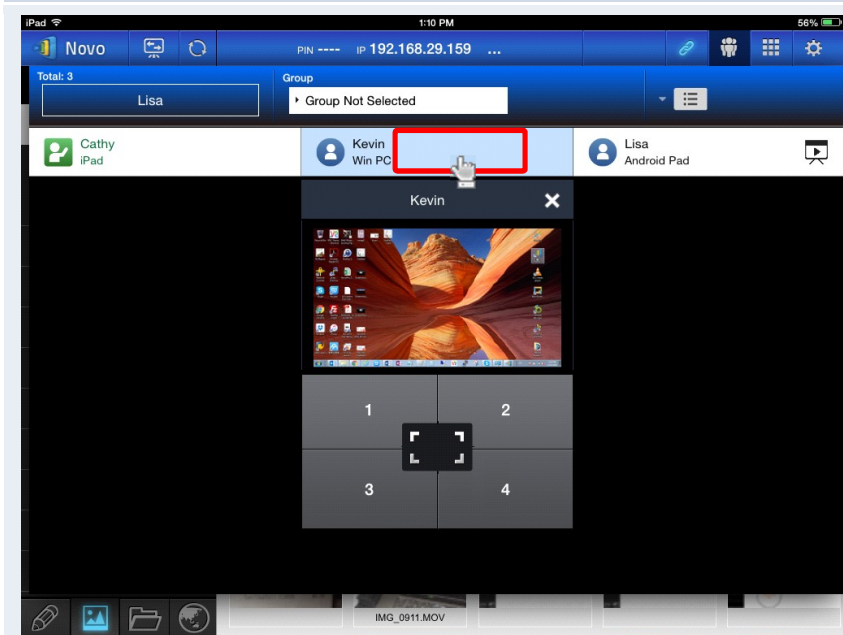 iPad 1:10 PM 56%
Novo PIN ---- IP 192.168.29.159 ...
Total: 3 Group
Lisa Group Not Selected
Cathy Kevin Lisa
iPad Win PC Android Pad
Kevin
1 2
3 4
IMG_0911.MOV